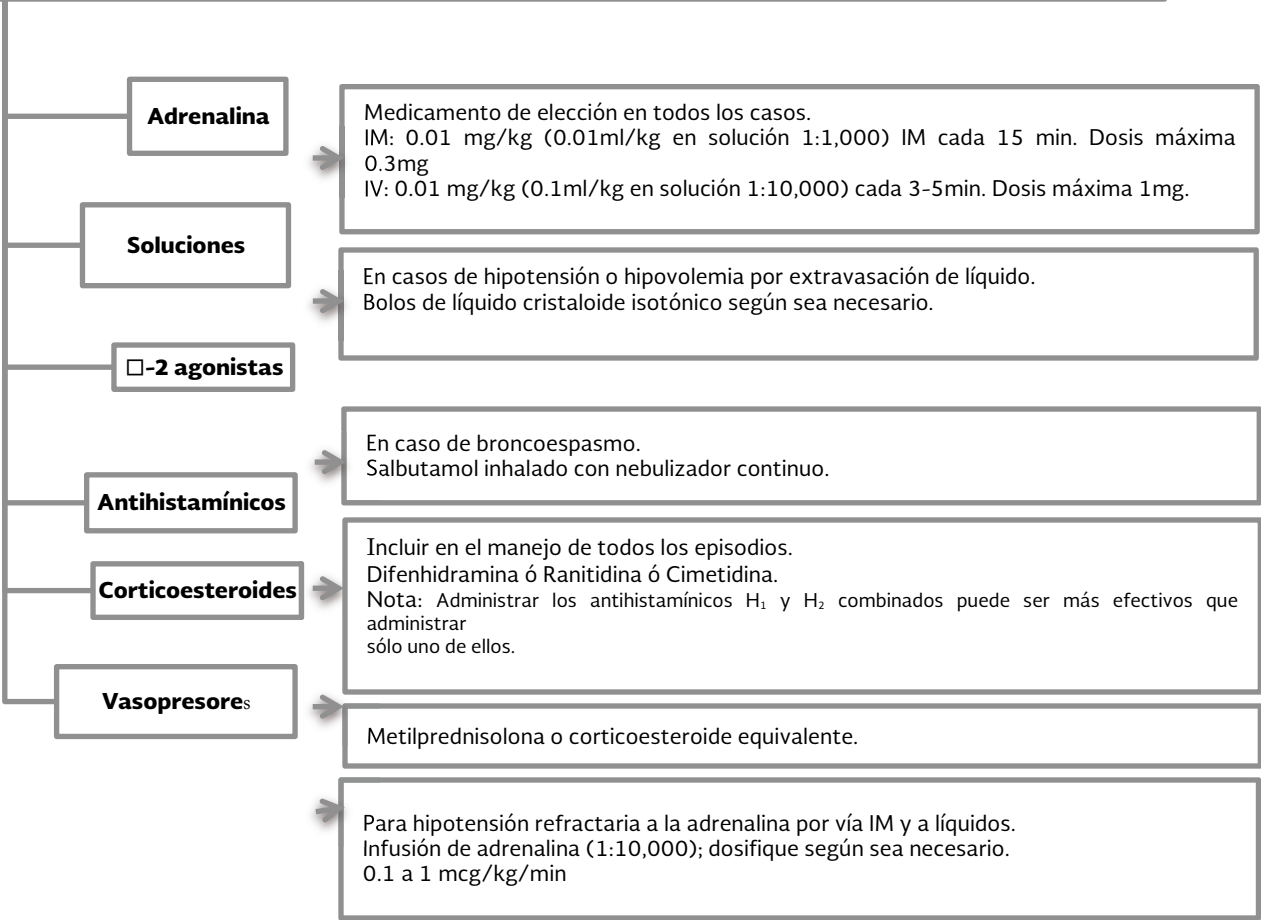 Adrenalina
Medicamento de elección en todos los casos.
IM: 0.01 mg/kg (0.01ml/kg en solución 1:1,000) IM cada 15 min. Dosis máxima
0.3mg
IV: 0.01 mg/kg (0.1ml/kg en solución 1:10,000) cada 3-5min. Dosis máxima 1mg.
Soluciones
En casos de hipotensión o hipovolemia por extravasación de líquido.
Bolos de líquido cristaloide isotónico según sea necesario.
□-2 agonistas
En caso de broncoespasmo.
Salbutamol inhalado con nebulizador continuo.
Antihistamínicos
Incluir en el manejo de todos los episodios.
Difenhidramina ó Ranitidina ó Cimetidina.
Nota: Administrar los antihistamínicos H₁ y H₂ combinados puede ser más efectivos que
administrar
sólo uno de ellos.
Corticoesteroides
Metilprednisolona o corticoesteroide equivalente.
Vasopresores
Para hipotensión refractaria a la adrenalina por vía IM y a líquidos.
Infusión de adrenalina (1:10,000); dosifique según sea necesario.
0.1 a 1 mcg/kg/min